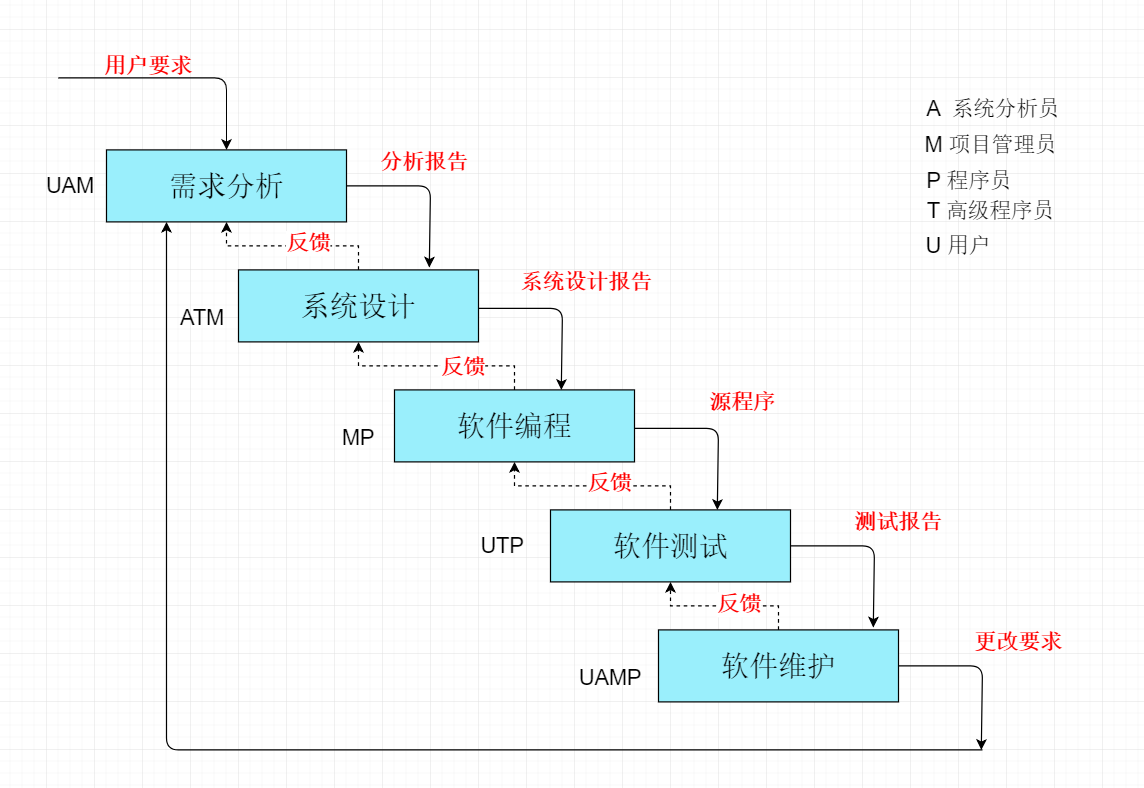 用户要求
A 系统分析员
M 项目管理员
P 程序员
T 高级程序员
U 用户
UAM
需求分析
分析报告
反馈
ATM
系统设计
系统设计报告
反馈
MP
软件编程
源程序
反馈
UTP
软件测试
测试报告
反馈
UAMP
软件维护
更改要求